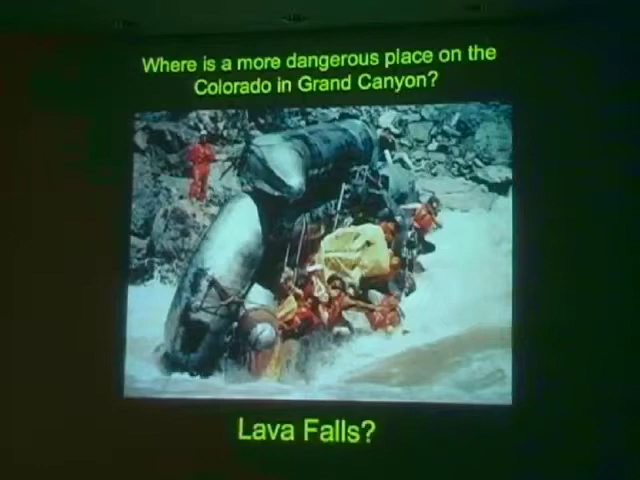 Where is a more dangerous place on the
Colorado in Grand Canyon?
Lava Falls?